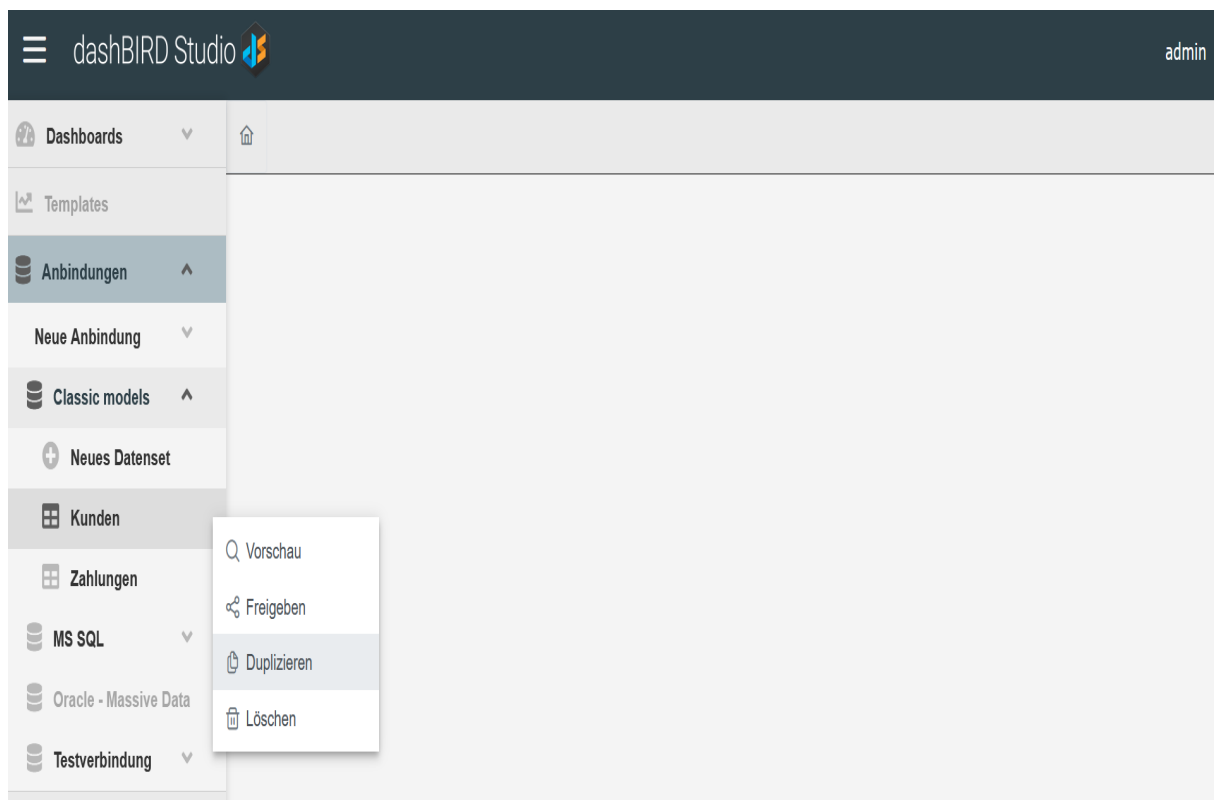 dashBIRD Studio
admin
Dashboards
Templates
Anbindungen
Neue Anbindung
Classic models
Neues Datenset
Kunden
Zahlungen
MS SQL
Oracle - Massive Data
Testverbindung
Vorschau
Freigeben
Duplizieren
Löschen